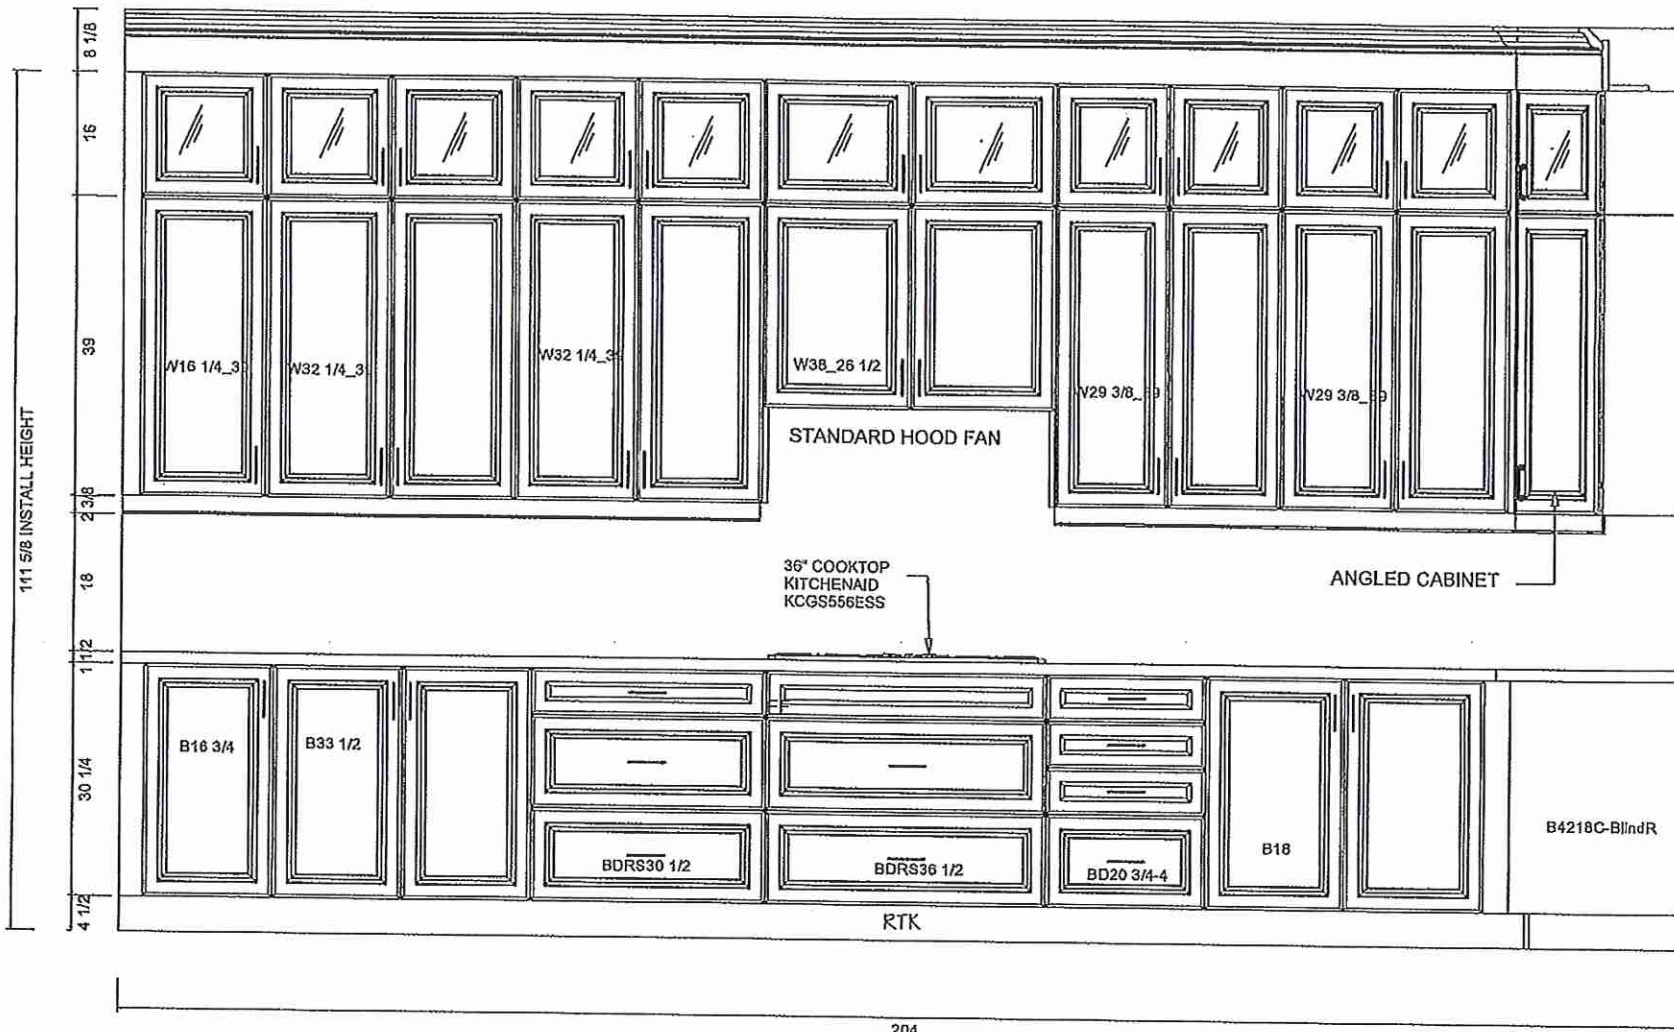 8 1/8
16
39
2 3/8
18
1 1/2
30 1/4
4 1/2
111 5/8 INSTALL HEIGHT
W16 1/4_3
W32 1/4_3
W32 1/4_3
W38_26 1/2
W29 3/8_39
W29 3/8_39
STANDARD HOOD FAN
36" COOKTOP
KITCHENAID
KCGS556ESS
ANGLED CABINET
B16 3/4
B33 1/2
BDRS30 1/2
BDRS36 1/2
BD20 3/4-4
B18
B4218C-BlindR
RTK
204